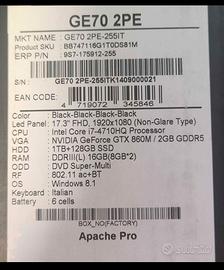 GE70 2PE
MKT NAME : GE70 2PE-255IT
Product SKU : BB747116G1T0DS81M
ERP P/N : 9S7-175912-255
S/N:
GE70 2PE-255ITK1409000021
EAN CODE:
4 719072 345846
Color : Black-Black-Black-Black
Led Panel : 17.3" FHD, 1920x1080 (Non-Glare Type)
CPU : Intel Core i7-4710HQ Processor
VGA : NVIDIA GeForce GTX 860M / 2GB GDDR5
HDD : 1TB+128GB SSD
RAM : DDRIII(L) 16GB(8GB*2)
ODD : DVD Super-Multi
RF : 802.11 ac+BT
OS : Windows 8.1
Keyboard : Italian
Battery : 6 cells
BOX_NO(FACTORY)
Apache Pro
subito